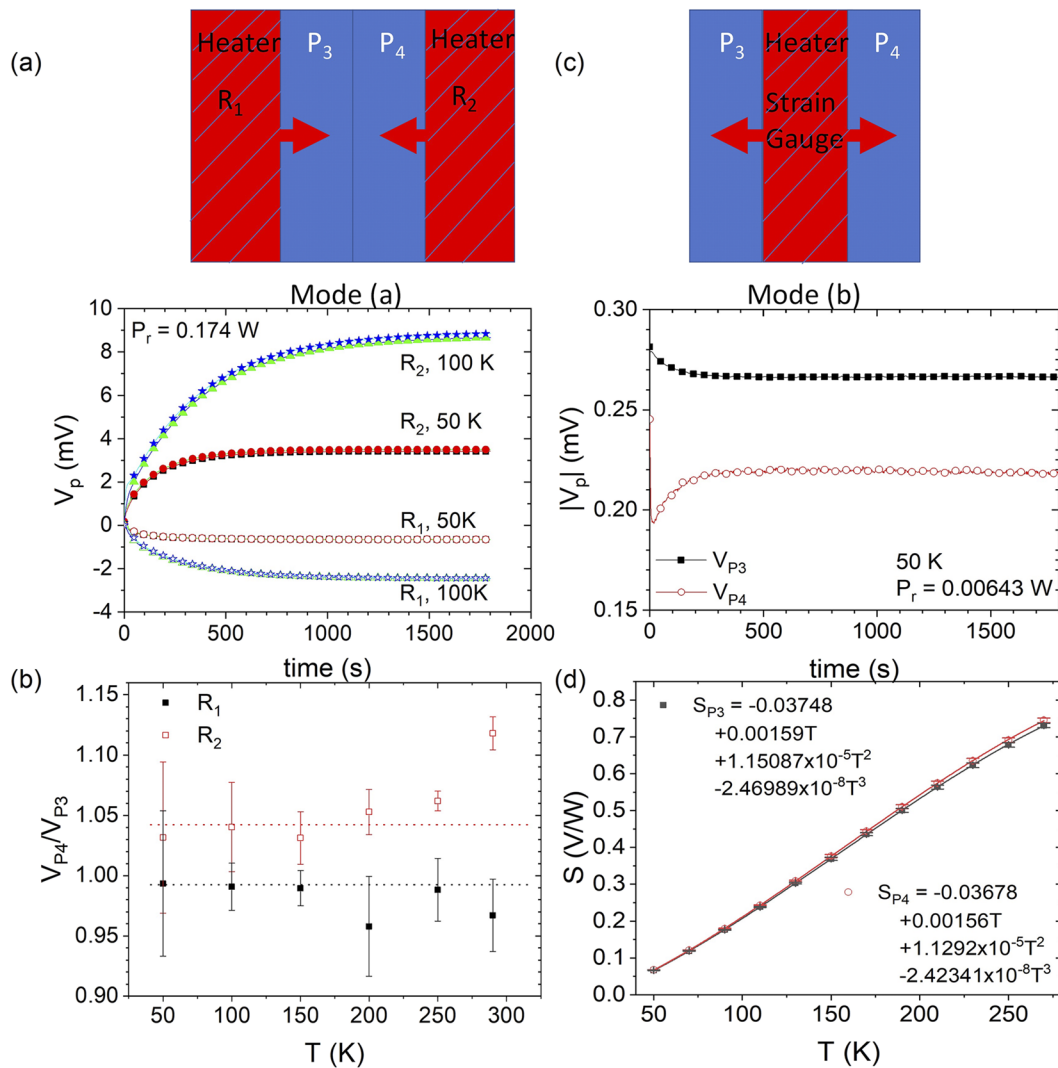 (a)
Heater
P3
P4
Heater
R1
R2
(c)
P3
Heater
P4
Strain
Gauge
Mode (a)
Pr = 0.174 W
10
8
6
4
2
0
-2
-4
Vp (mV)
R2, 100 K
R2, 50 K
R1, 50K
R1, 100K
0
500
1000
1500
2000
time (s)
Mode (b)
0.30
0.25
0.20
0.15
|Vp| (mV)
VP3
VP4
50 K
Pr = 0.00643 W
0
500
1000
1500
time (s)
(b)
1.15
1.10
1.05
1.00
0.95
0.90
VP4/VP3
R1
R2
50
100
150
200
250
300
T (K)
(d)
0.8
0.7
0.6
0.5
0.4
0.3
0.2
0.1
0.0
S (V/W)
SP3 = -0.03748
+0.00159T
+1.15087x10⁻⁵T²
-2.46989x10⁻⁸T³
SP4 = -0.03678
+0.00156T
+1.1292x10⁻⁵T²
-2.42341x10⁻⁸T³
50
100
150
200
250
T (K)